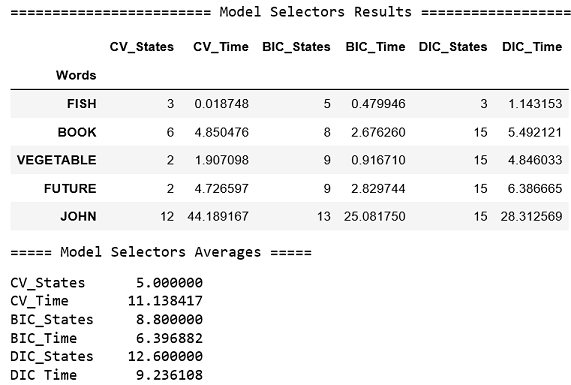 ======================== Model Selectors Results ==================
CV_States CV_Time BIC_States BIC_Time DIC_States DIC_Time
Words
FISH 3 0.018748 5 0.479946 3 1.143153
BOOK 6 4.850476 8 2.676260 15 5.492121
VEGETABLE 2 1.907098 9 0.916710 15 4.846033
FUTURE 2 4.726597 9 2.829744 15 6.386665
JOHN 12 44.189167 13 25.081750 15 28.312569
===== Model Selectors Averages =====
CV_States 5.000000
CV_Time 11.138417
BIC_States 8.800000
BIC_Time 6.396882
DIC_States 12.600000
DIC_Time 9.236108